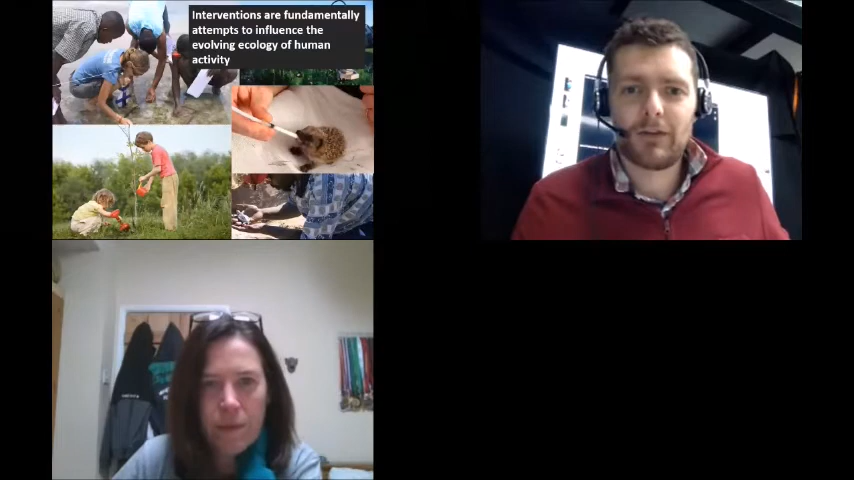 Interventions are fundamentally
attempts to influence the
evolving ecology of human
activity